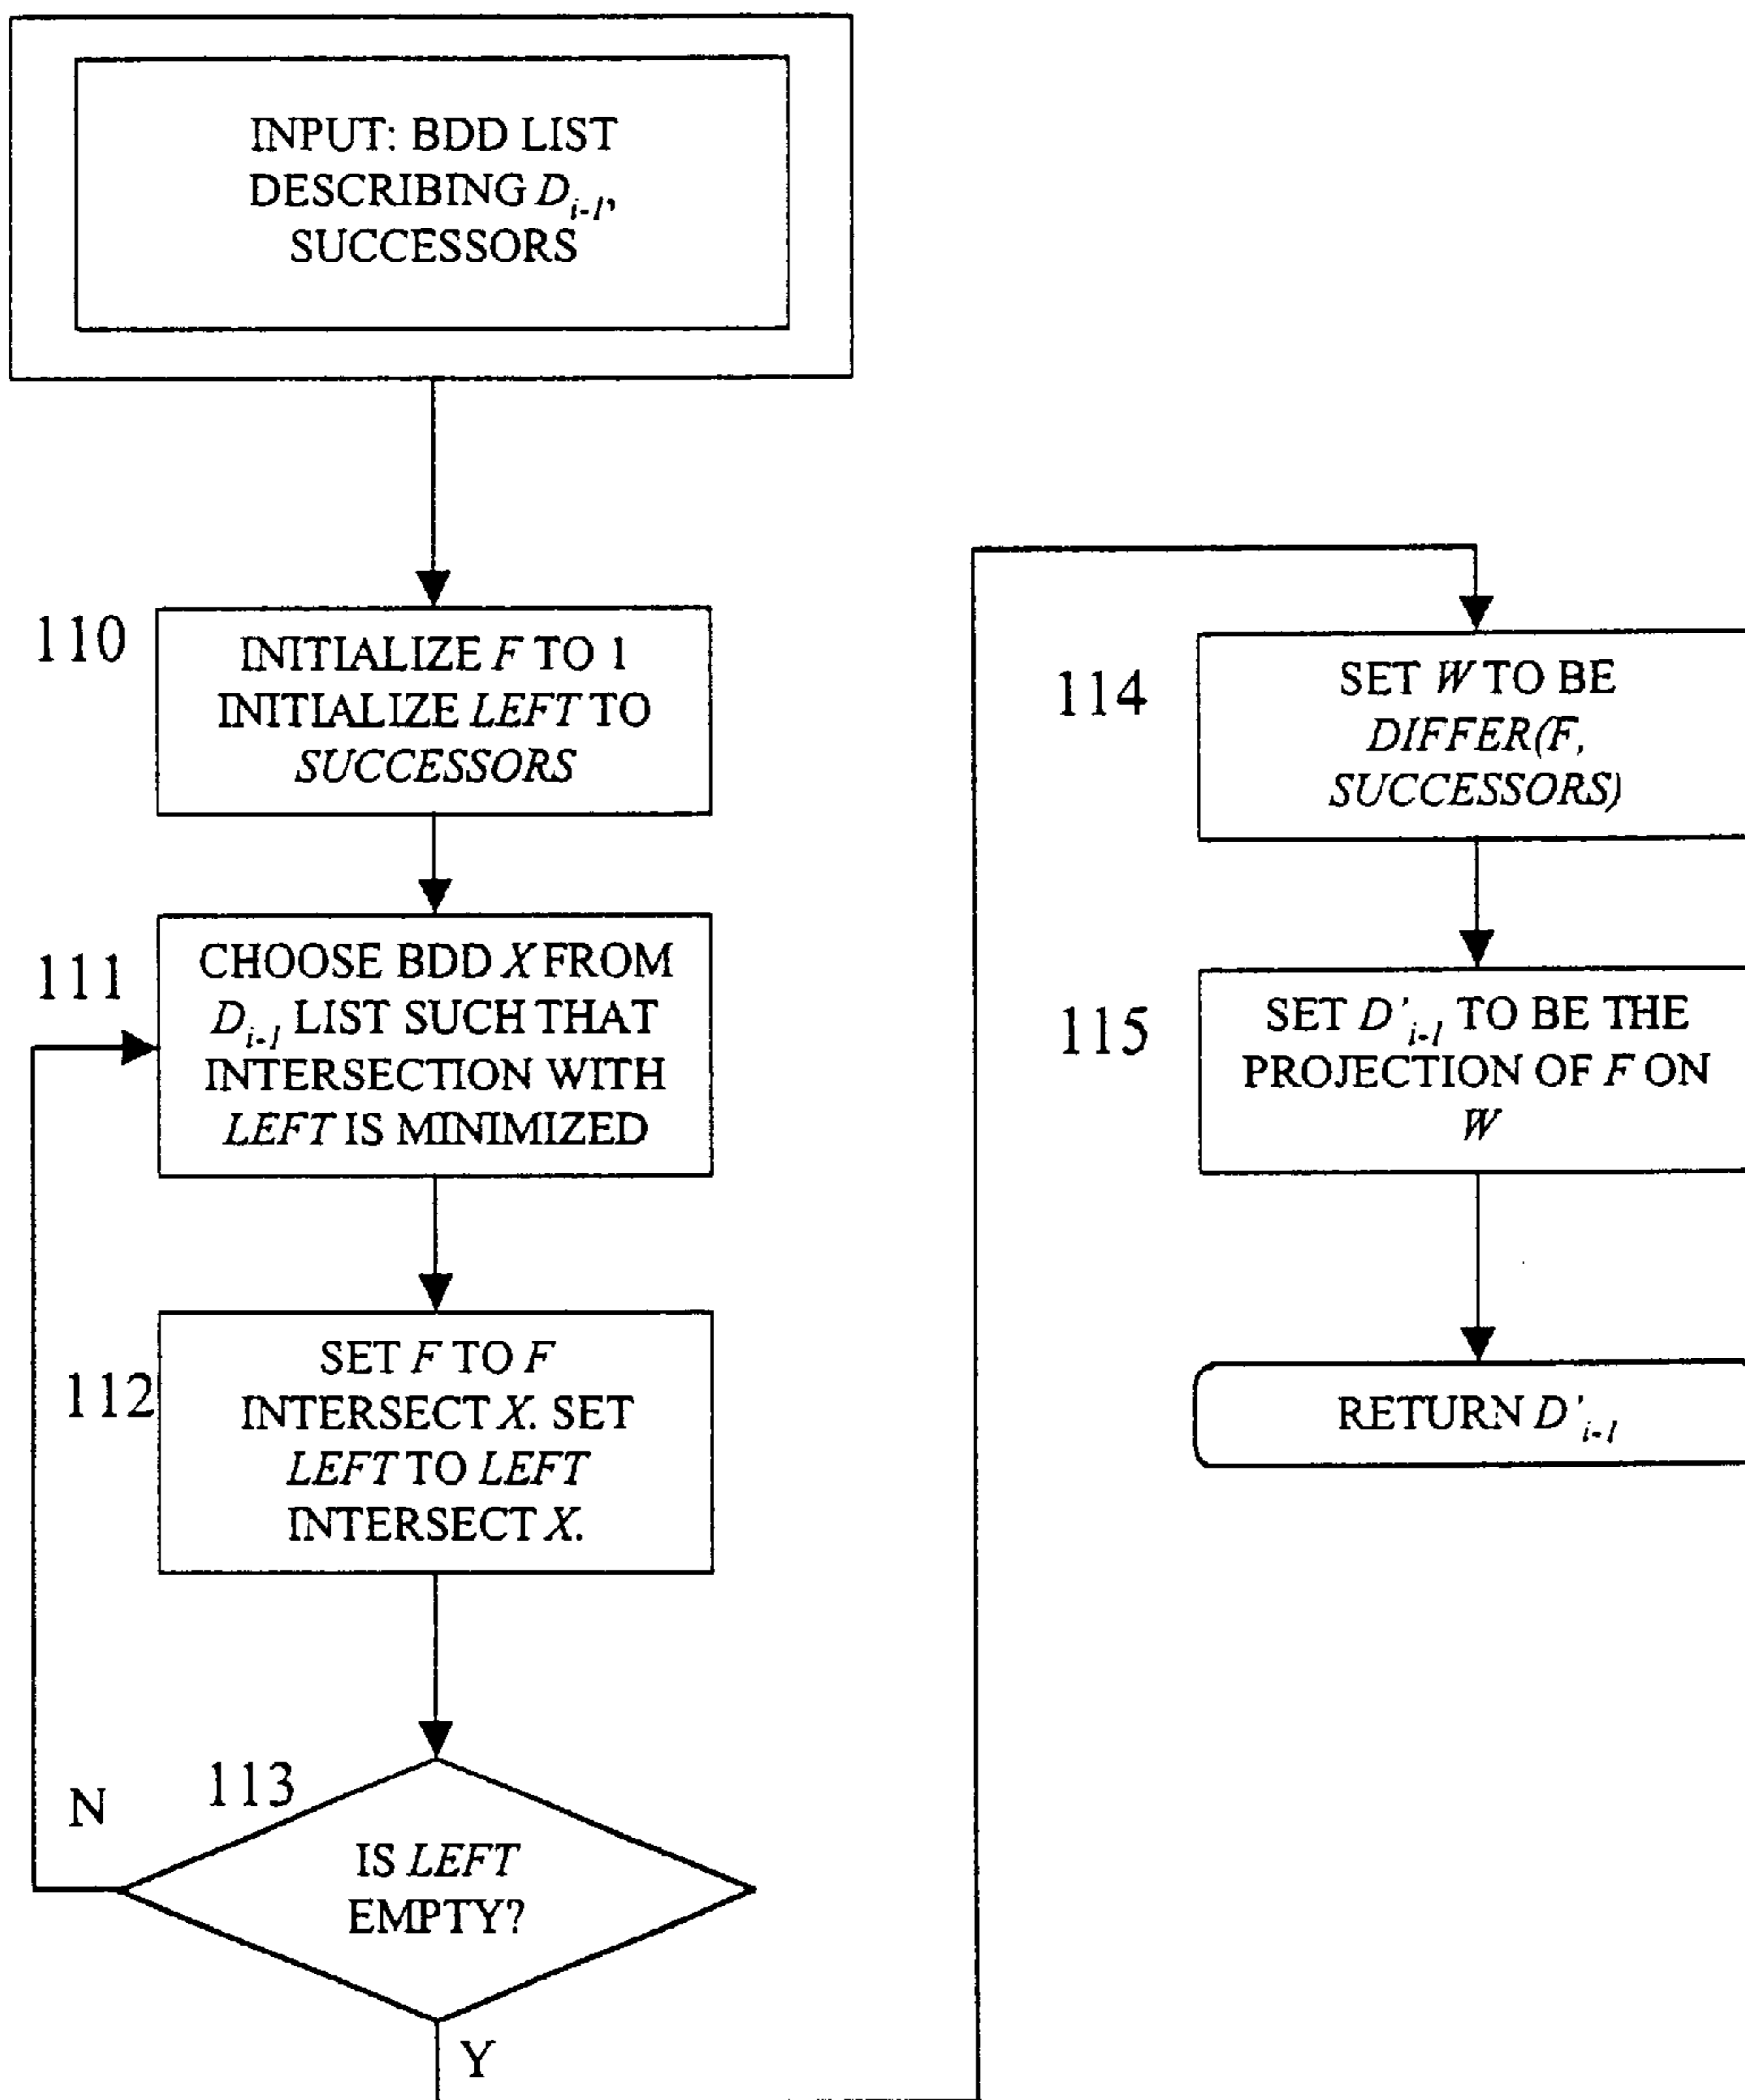 INPUT: BDD LIST
DESCRIBING D_{i-1},
SUCCESSORS
110
INITIALIZE F TO 1
INITIALIZE LEFT TO
SUCCESSORS
111
CHOOSE BDD X FROM
D_{i-1} LIST SUCH THAT
INTERSECTION WITH
LEFT IS MINIMIZED
112
SET F TO F
INTERSECT X. SET
LEFT TO LEFT
INTERSECT X.
113
N
IS LEFT
EMPTY?
Y
114
SET W TO BE
DIFFER(F,
SUCCESSORS)
115
SET D'_{i-1} TO BE THE
PROJECTION OF F ON
W
RETURN D'_{i-1}